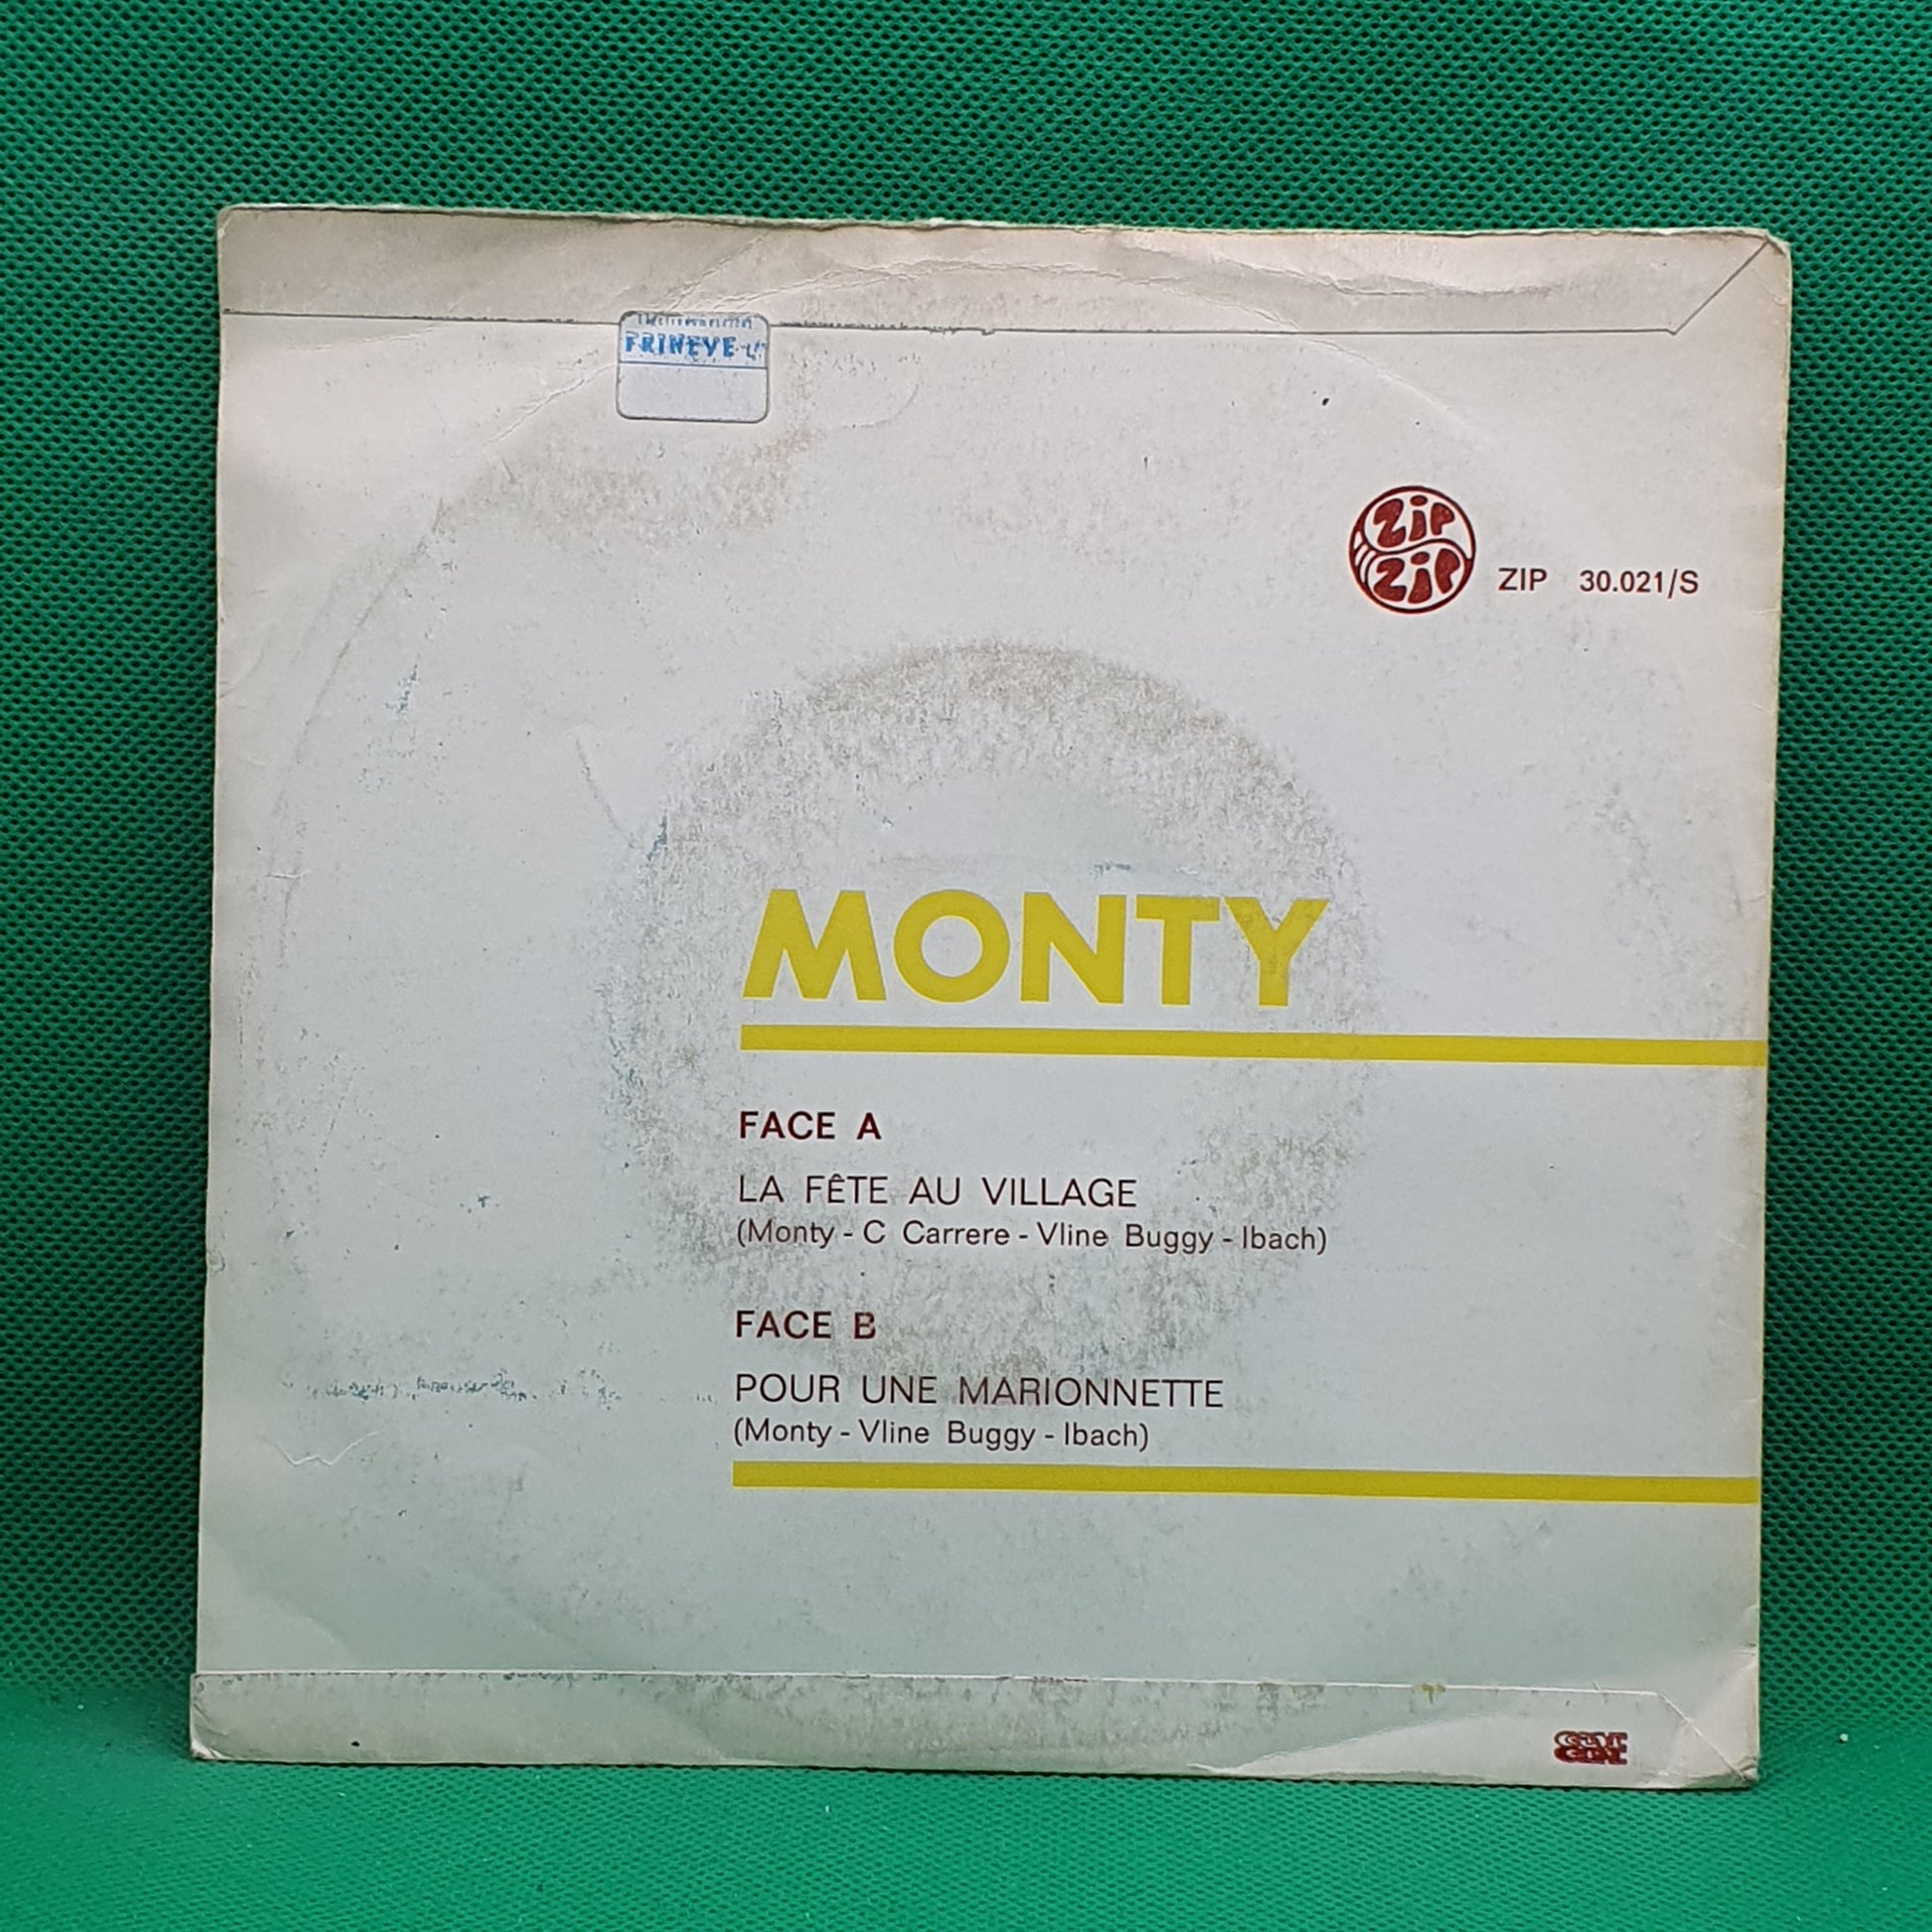 FRINEVE
Zip
Zip
ZIP 30.021/S
MONTY
FACE A
LA FÊTE AU VILLAGE
(Monty - C Carrere - Vline Buggy - Ibach)
FACE B
POUR UNE MARIONNETTE
(Monty - Vline Buggy - Ibach)